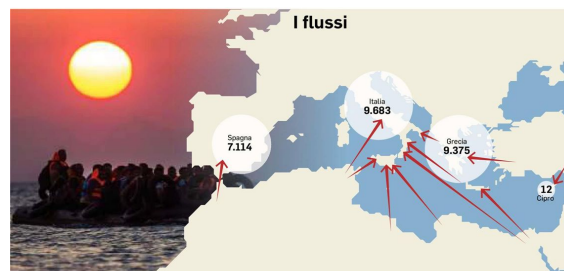 I flussi
Italia
9.683
Spagna
7.114
Grecia
9.375
12
Cipro